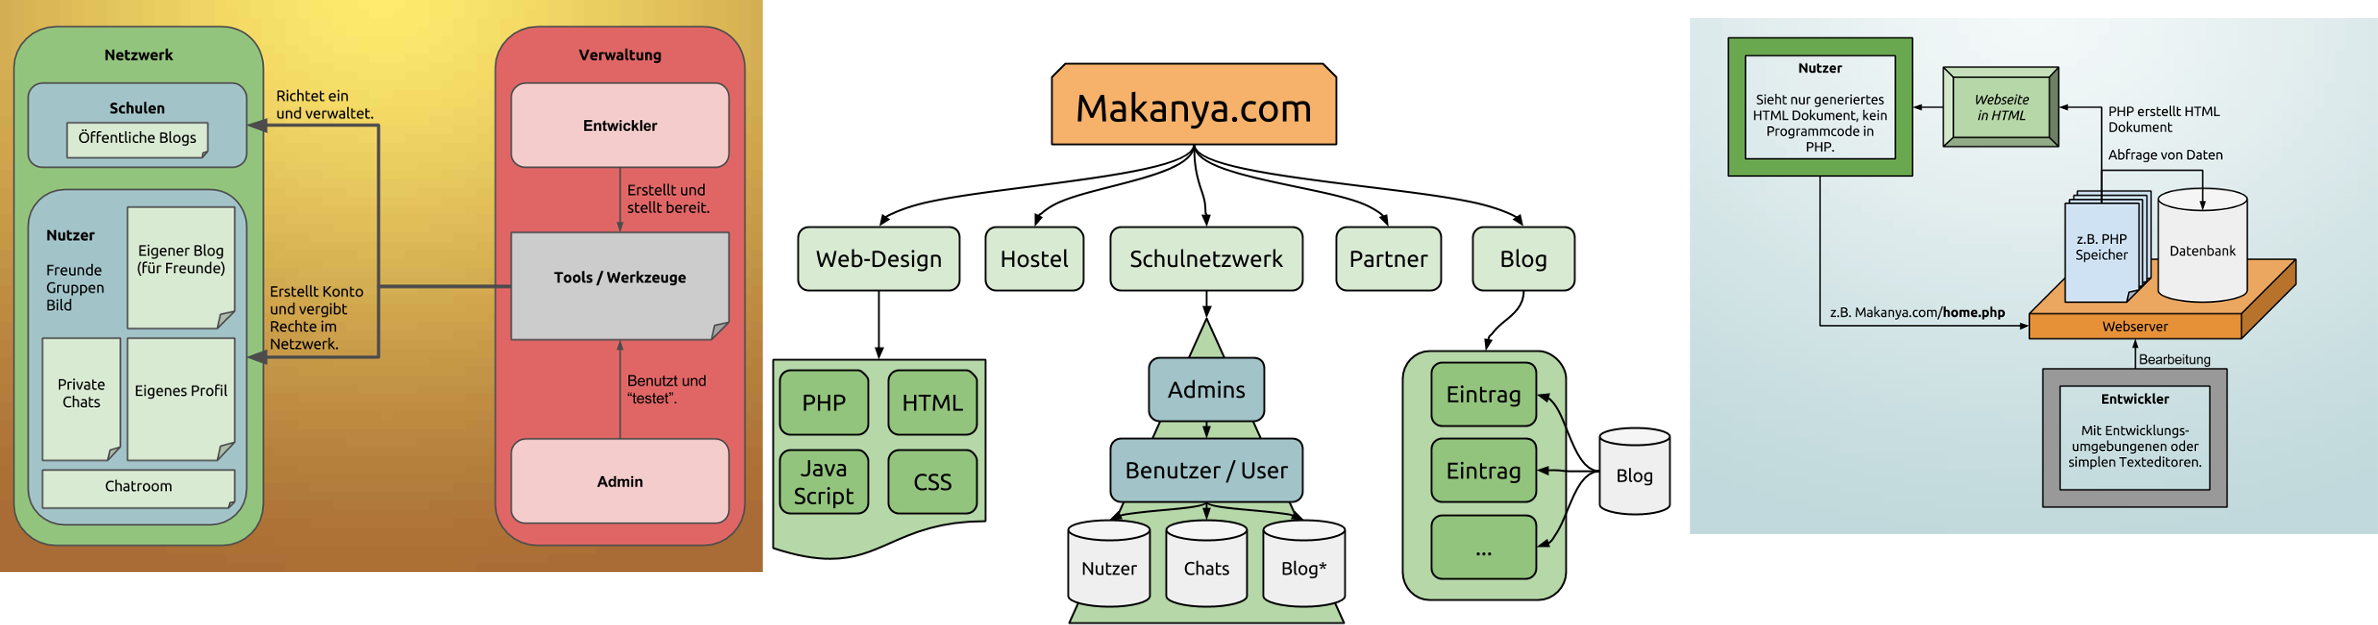 Netzwerk
Schulen
Öffentliche Blogs
Nutzer
Freunde
Gruppen
Bild
Eigener Blog
(für Freunde)
Private
Chats
Eigenes Profil
Chatroom
Richtet ein
und verwaltet.
Erstellt Konto
und vergibt
Rechte im
Netzwerk.
Verwaltung
Entwickler
Erstellt und
stellt bereit.
Tools / Werkzeuge
Benutzt und
“testet”.
Admin
Makanya.com
Web-Design
Hostel
Schulnetzwerk
Partner
Blog
PHP
HTML
Java
Script
CSS
Admins
Benutzer / User
Nutzer
Chats
Blog*
Eintrag
Eintrag
...
Blog
Nutzer
Sieht nur generiertes
HTML Dokument, kein
Programmcode in
PHP.
Webseite
in HTML
PHP erstellt HTML
Dokument
Abfrage von Daten
z.B. PHP
Speicher
Datenbank
z.B. Makanya.com/home.php
Webserver
Bearbeitung
Entwickler
Mit Entwicklungs-
umgebungenen oder
simplen Texteditoren.